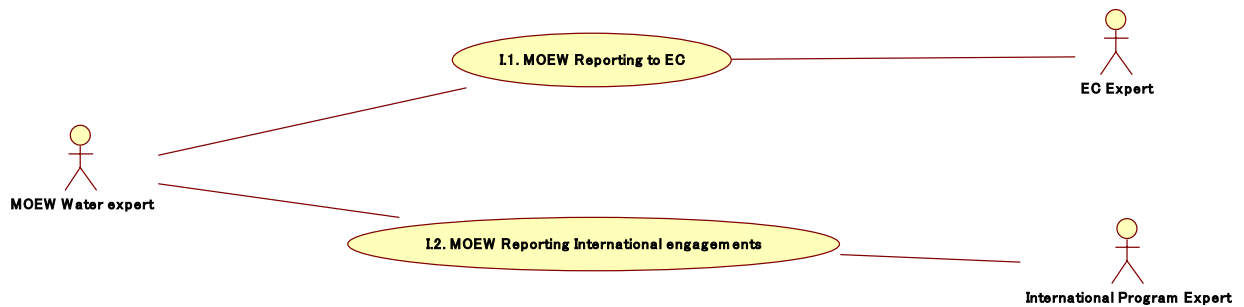 I.1. MOEW Reporting to EC
EC Expert
MOEW Water expert
I.2. MOEW Reporting International engagements
International Program Expert